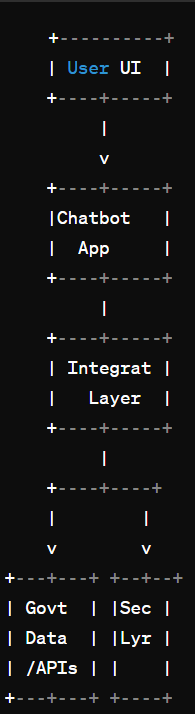 User UI
Chatbot
App
Integrat
Layer
Govt |Sec
Data |Lyr
/APIs